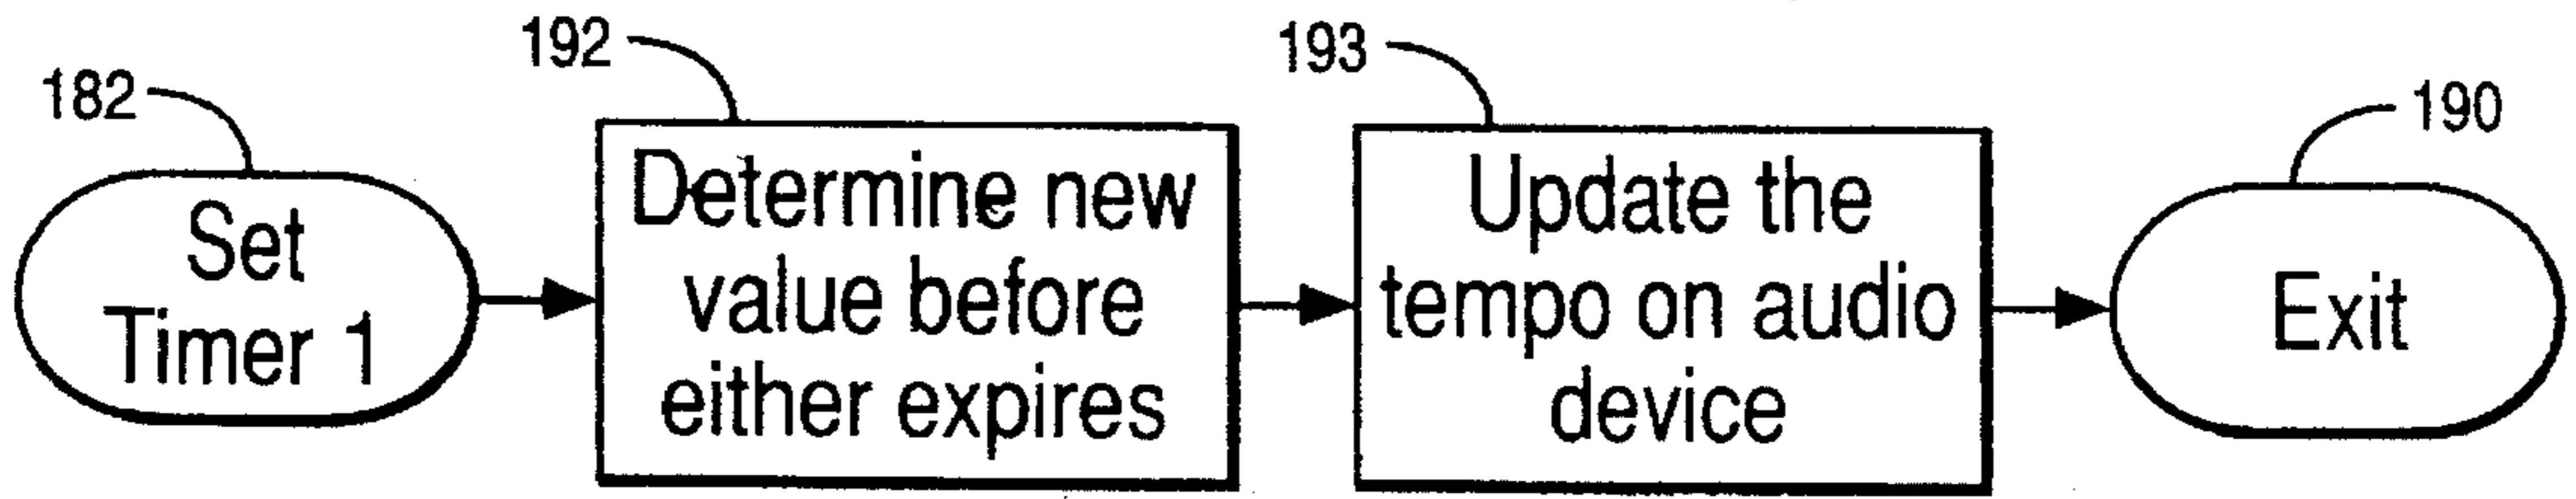 182
Set
Timer 1
192
Determine new
value before
either expires
193
Update the
tempo on audio
device
190
Exit